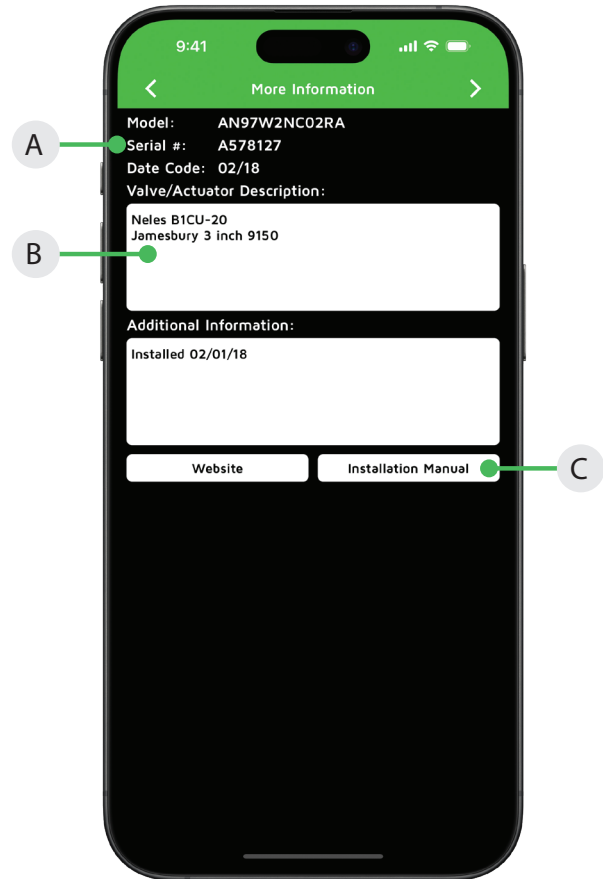 9:41
More Information
Model: AN97W2NC02RA
A
Serial #: A578127
Date Code: 02/18
Valve/Actuator Description:
Neles B1CU-20
Jamesbury 3 inch 9150
B
Additional Information:
Installed 02/01/18
Website
Installation Manual
C